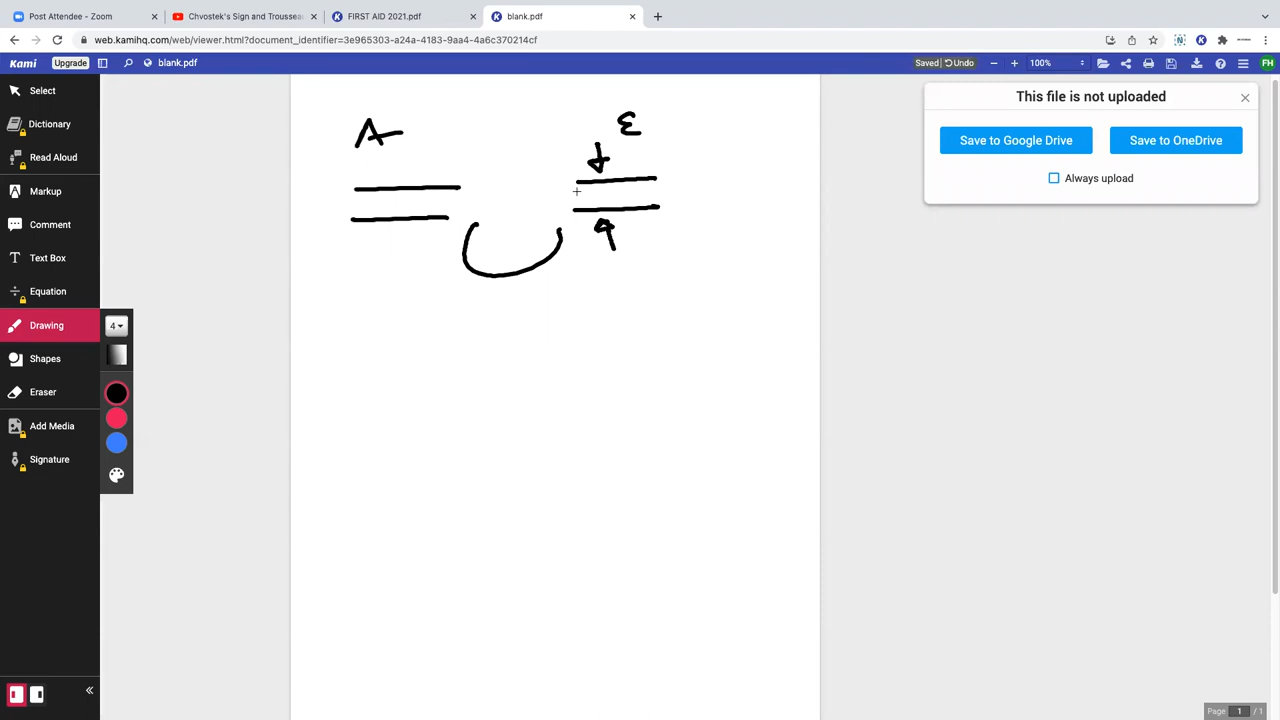 Post Attendee - Zoom
Chvostek's Sign and Trousseau
FIRST AID 2021.pdf
blank.pdf
web.kamihq.com/web/viewer.html?document_identifier=3e965303-a24a-4183-9aa4-4a6c370214cf
Kami
Upgrade
blank.pdf
Saved
Undo
100%
FH
Select
Dictionary
Read Aloud
Markup
Comment
Text Box
Equation
Drawing
4
Shapes
Eraser
Add Media
Signature
This file is not uploaded
Save to Google Drive
Save to OneDrive
Always upload
A
E
Page 1 / 1